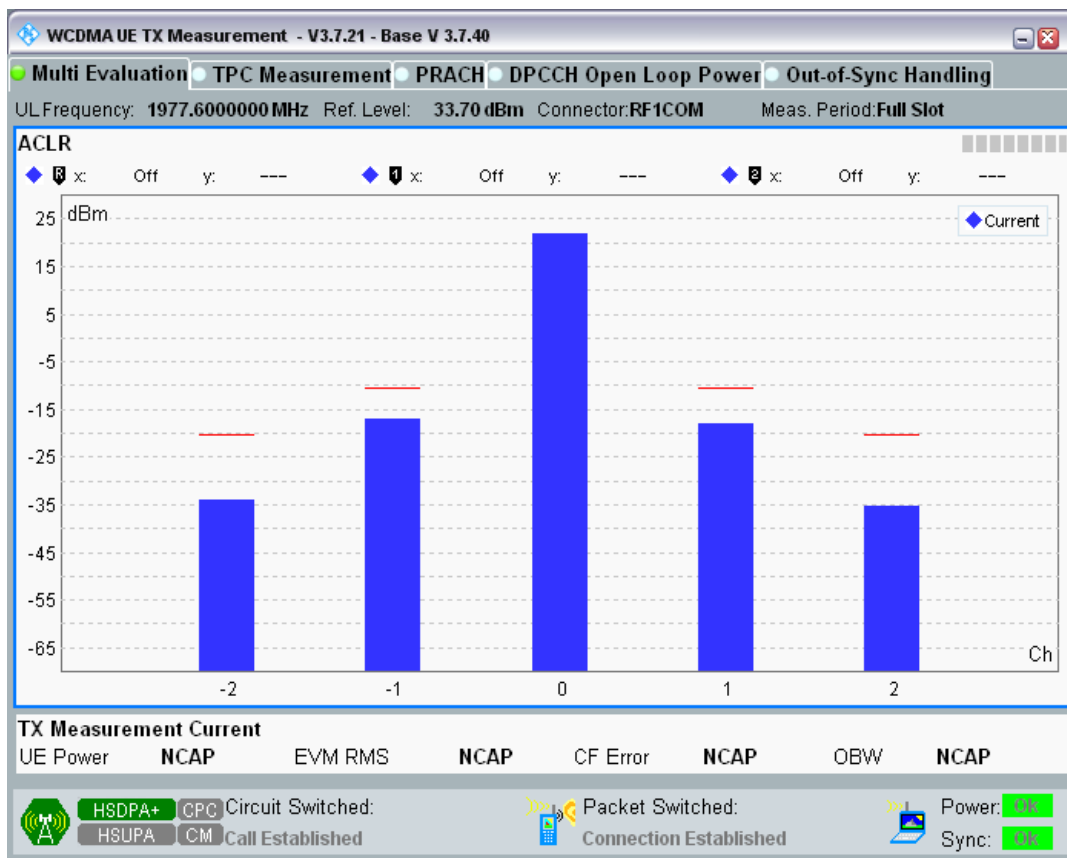 WCDMA UE TX Measurement - V3.7.21 - Base V 3.7.40
Multi Evaluation TPC Measurement PRACH DPCCH Open Loop Power Out-of-Sync Handling
UL Frequency: 1977.6000000 MHz Ref. Level: 33.70 dBm Connector:RF1COM Meas. Period:Full Slot
ACLR
R x: Off y: --- 1 x: Off y: --- 2 x: Off y: ---
dBm
Current
25
15
5
-5
-15
-25
-35
-45
-55
-65
Ch
-2 -1 0 1 2
TX Measurement Current
UE Power NCAP EVM RMS NCAP CF Error NCAP OBW NCAP
HSDPA+ CPC Circuit Switched: Packet Switched: Power: Ok
HSUPA CM Call Established Connection Established Sync: Ok